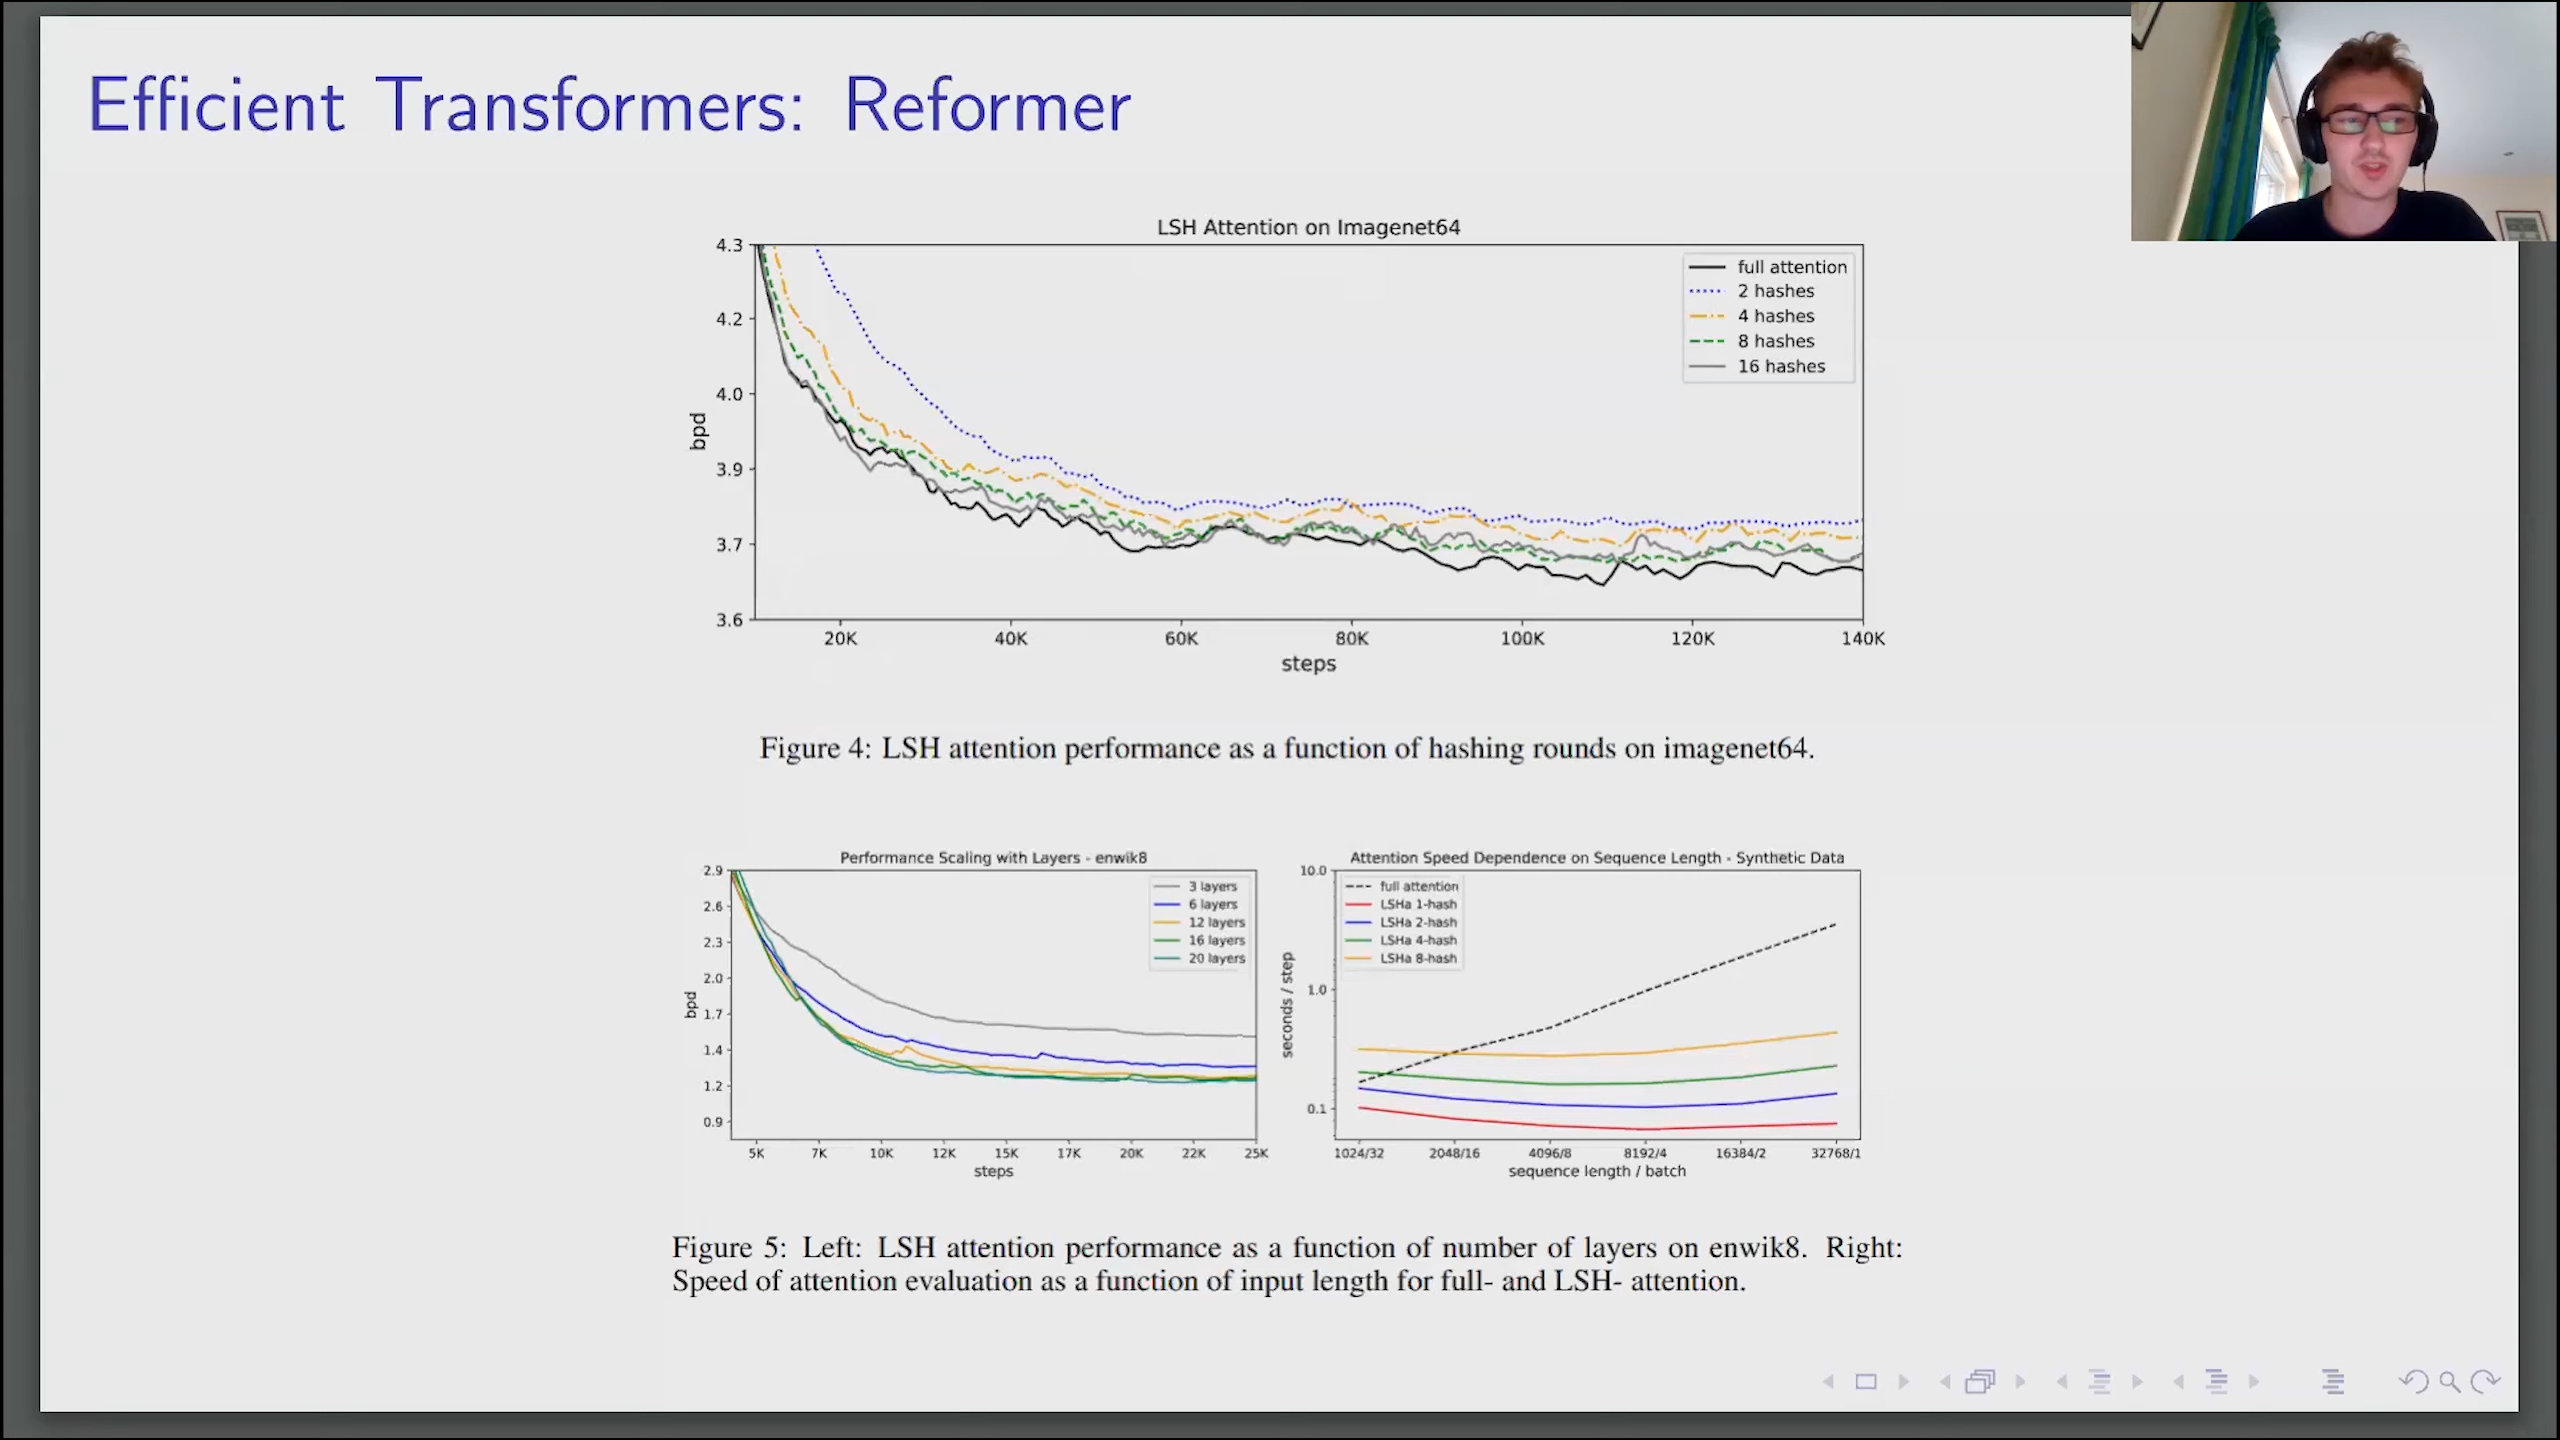 Efficient Transformers: Reformer
LSH Attention on Imagenet64
4.3
4.2
4.0
3.9
3.7
3.6
bpd
full attention
2 hashes
4 hashes
8 hashes
16 hashes
20K 40K 60K 80K 100K 120K 140K
steps
Figure 4: LSH attention performance as a function of hashing rounds on imagenet64.
Performance Scaling with Layers - enwik8
2.9
2.6
2.3
2.0
1.7
1.4
1.2
0.9
bpd
3 layers
6 layers
12 layers
16 layers
20 layers
5K 7K 10K 12K 15K 17K 20K 22K 25K
steps
Attention Speed Dependence on Sequence Length - Synthetic Data
10.0
1.0
0.1
seconds / step
full attention
LSHa 1-hash
LSHa 2-hash
LSHa 4-hash
LSHa 8-hash
1024/32 2048/16 4096/8 8192/4 16384/2 32768/1
sequence length / batch
Figure 5: Left: LSH attention performance as a function of number of layers on enwik8. Right:
Speed of attention evaluation as a function of input length for full- and LSH- attention.